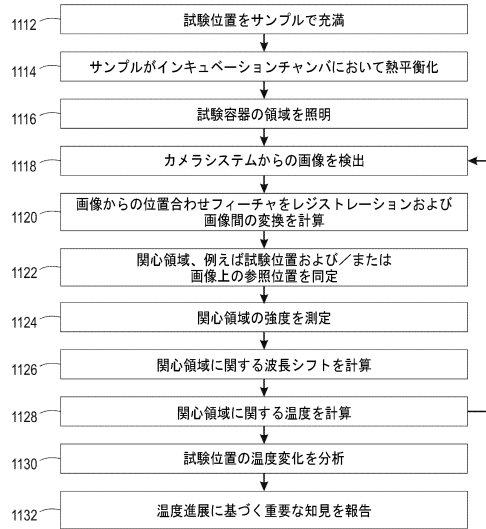 1112
試験位置をサンプルで充満
1114
サンプルがインキュベーションチャンバにおいて熱平衡化
1116
試験容器の領域を照明
1118
カメラシステムからの画像を検出
1120
画像からの位置合わせフィーチャをレジストレーションおよび
画像間の変換を計算
1122
関心領域、例えば試験位置および／または
画像上の参照位置を同定
1124
関心領域の強度を測定
1126
関心領域に関する波長シフトを計算
1128
関心領域に関する温度を計算
1130
試験位置の温度変化を分析
1132
温度進展に基づく重要な知見を報告